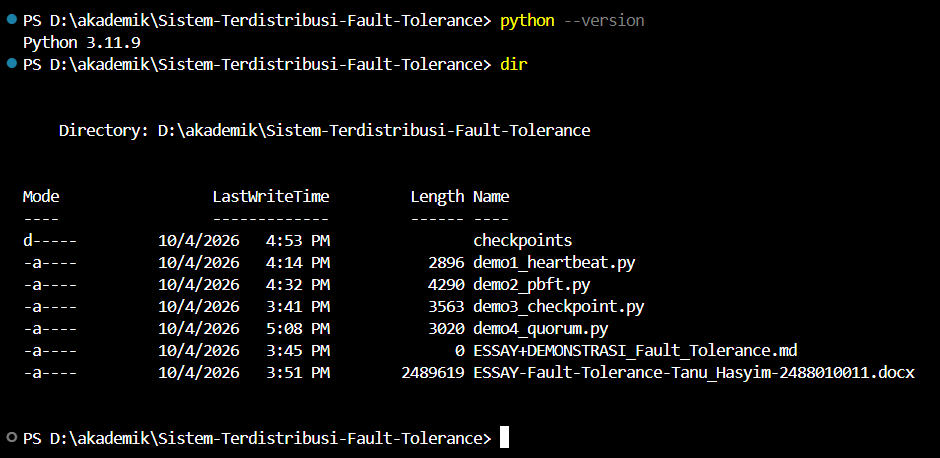 PS D:\akademik\Sistem-Terdistribusi-Fault-Tolerance> python --version
Python 3.11.9
PS D:\akademik\Sistem-Terdistribusi-Fault-Tolerance> dir
Directory: D:\akademik\Sistem-Terdistribusi-Fault-Tolerance
Mode LastWriteTime Length Name
---- ------------- ------ ----
d----- 10/4/2026 4:53 PM checkpoints
-a---- 10/4/2026 4:14 PM 2896 demo1_heartbeat.py
-a---- 10/4/2026 4:32 PM 4290 demo2_pbft.py
-a---- 10/4/2026 3:41 PM 3563 demo3_checkpoint.py
-a---- 10/4/2026 5:08 PM 3020 demo4_quorum.py
-a---- 10/4/2026 3:45 PM 0 ESSAY+DEMONSTRASI_Fault_Tolerance.md
-a---- 10/4/2026 3:51 PM 2489619 ESSAY-Fault-Tolerance-Tanu_Hasyim-2488010011.docx
PS D:\akademik\Sistem-Terdistribusi-Fault-Tolerance>